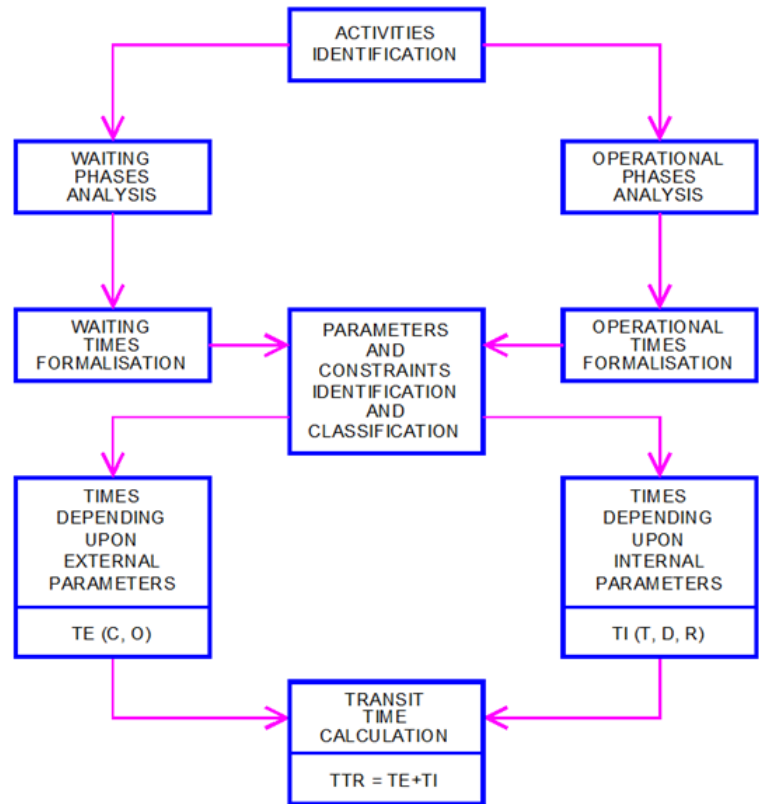 ACTIVITIES
IDENTIFICATION
WAITING
PHASES
ANALYSIS
OPERATIONAL
PHASES
ANALYSIS
WAITING
TIMES
FORMALISATION
PARAMETERS
AND
CONSTRAINTS
IDENTIFICATION
AND
CLASSIFICATION
OPERATIONAL
TIMES
FORMALISATION
TIMES
DEPENDING
UPON
EXTERNAL
PARAMETERS
TE (C, O)
TIMES
DEPENDING
UPON
INTERNAL
PARAMETERS
TI (T, D, R)
TRANSIT
TIME
CALCULATION
TTR = TE+TI